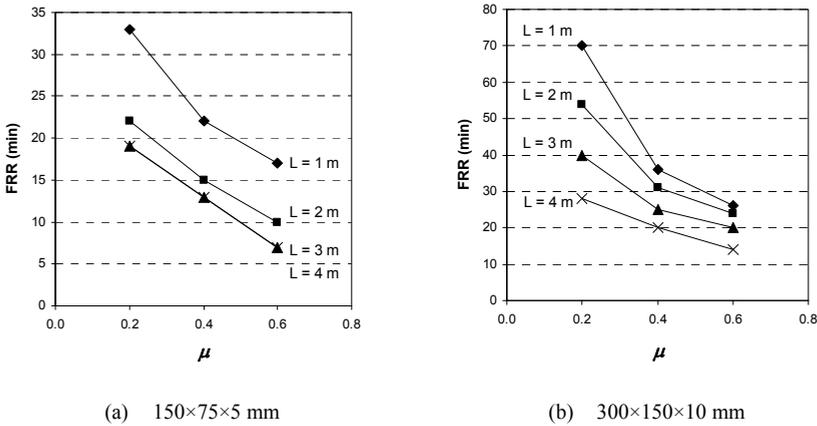 35
30
25
20
15
10
5
0
FRR (min)
L = 1 m
L = 2 m
L = 3 m
L = 4 m
0.0 0.2 0.4 0.6 0.8
μ
(a) 150×75×5 mm
80
70
60
50
40
30
20
10
0
FRR (min)
L = 1 m
L = 2 m
L = 3 m
L = 4 m
0.0 0.2 0.4 0.6 0.8
μ
(b) 300×150×10 mm